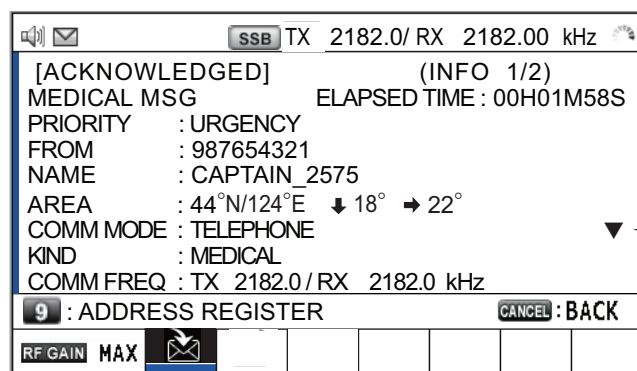 SSB TX 2182.0/ RX 2182.00 kHz
[ACKNOWLEDGED] (INFO 1/2)
MEDICAL MSG ELAPSED TIME : 00H01M58S
PRIORITY : URGENCY
FROM : 987654321
NAME : CAPTAIN_2575
AREA : 44°N/124°E ⬇ 18° ➡ 22°
COMM MODE : TELEPHONE ▼
KIND : MEDICAL
COMM FREQ : TX 2182.0 / RX 2182.0 kHz
9 : ADDRESS REGISTER CANCEL : BACK
RF GAIN MAX